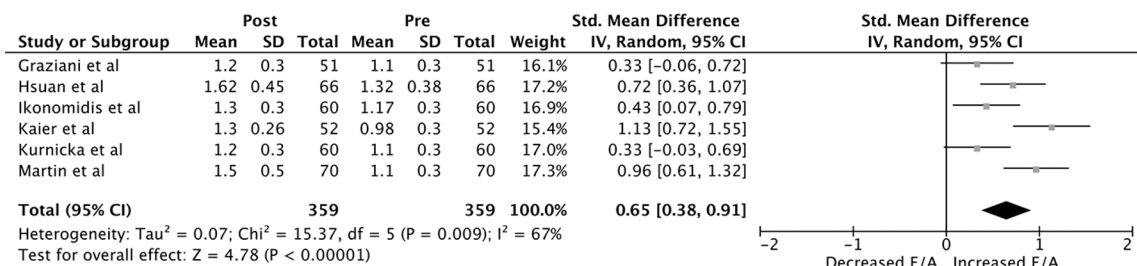 Post Pre Std. Mean Difference Std. Mean Difference
Study or Subgroup Mean SD Total Mean SD Total Weight IV, Random, 95% CI IV, Random, 95% CI
Graziani et al 1.2 0.3 51 1.1 0.3 51 16.1% 0.33 [−0.06, 0.72]
Hsuan et al 1.62 0.45 66 1.32 0.38 66 17.2% 0.72 [0.36, 1.07]
Ikonomidis et al 1.3 0.3 60 1.17 0.3 60 16.9% 0.43 [0.07, 0.79]
Kaier et al 1.3 0.26 52 0.98 0.3 52 15.4% 1.13 [0.72, 1.55]
Kurnicka et al 1.2 0.3 60 1.1 0.3 60 17.0% 0.33 [−0.03, 0.69]
Martin et al 1.5 0.5 70 1.1 0.3 70 17.3% 0.96 [0.61, 1.32]
Total (95% CI) 359 359 100.0% 0.65 [0.38, 0.91]
Heterogeneity: Tau² = 0.07; Chi² = 15.37, df = 5 (P = 0.009); I² = 67%
Test for overall effect: Z = 4.78 (P < 0.00001)
−2 −1 0 1 2
Decreased E/A Increased E/A